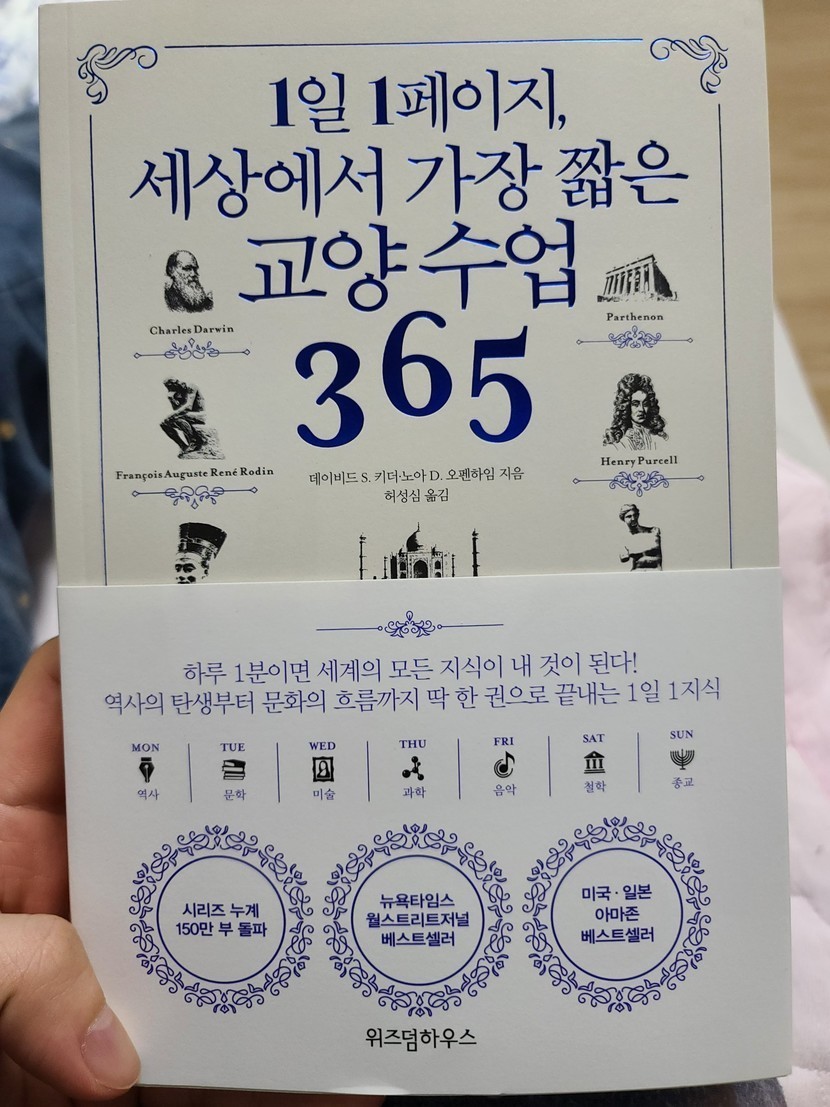 1일 1페이지,
세상에서 가장 짧은
교양 수업
365
Charles Darwin
Parthenon
François Auguste René Rodin
Henry Purcell
데이비드 S. 키더·노아 D. 오펜하임 지음
허성심 옮김
하루 1분이면 세계의 모든 지식이 내 것이 된다!
역사의 탄생부터 문화의 흐름까지 딱 한 권으로 끝내는 1일 1지식
MON TUE WED THU FRI SAT SUN
역사 문학 미술 과학 음악 철학 종교
시리즈 누계
150만 부 돌파
뉴욕타임스
월스트리트저널
베스트셀러
미국·일본
아마존
베스트셀러
위즈덤하우스